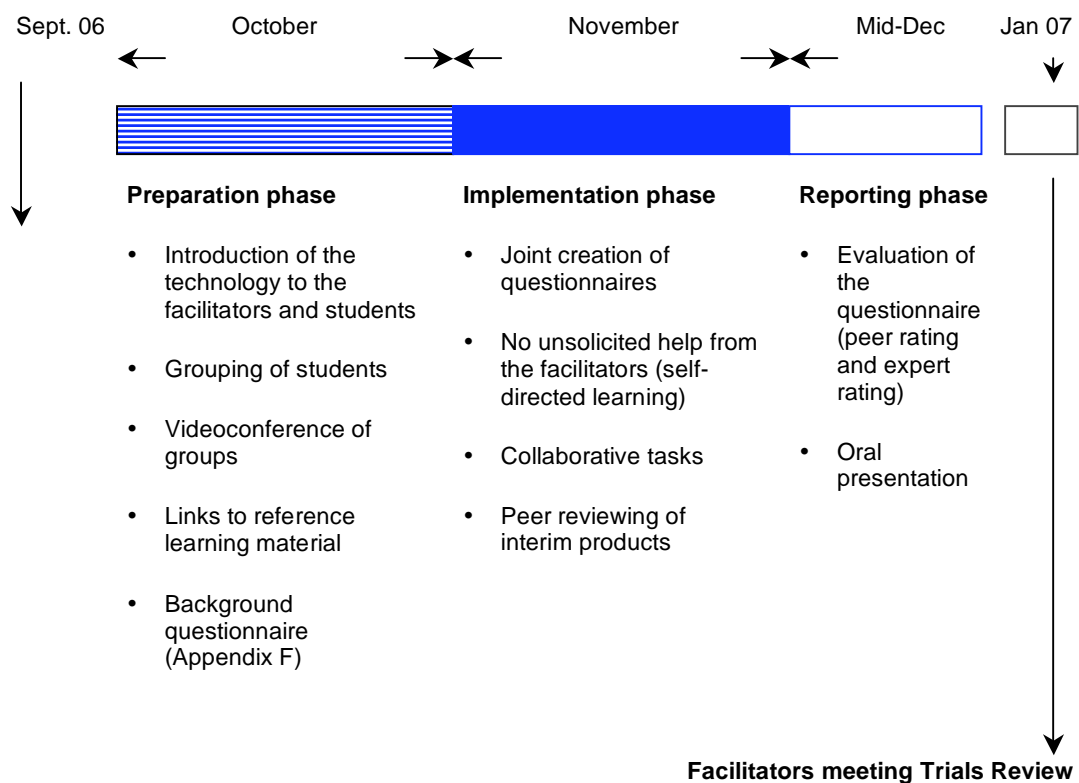 Sept. 06 October November Mid-Dec Jan 07
Preparation phase
• Introduction of the
technology to the
facilitators and students
• Grouping of students
• Videoconference of
groups
• Links to reference
learning material
• Background
questionnaire
(Appendix F)
Implementation phase
• Joint creation of
questionnaires
• No unsolicited help from
the facilitators (self-
directed learning)
• Collaborative tasks
• Peer reviewing of
interim products
Reporting phase
• Evaluation of
the
questionnaire
(peer rating
and expert
rating)
• Oral
presentation
Facilitators meeting Trials Review